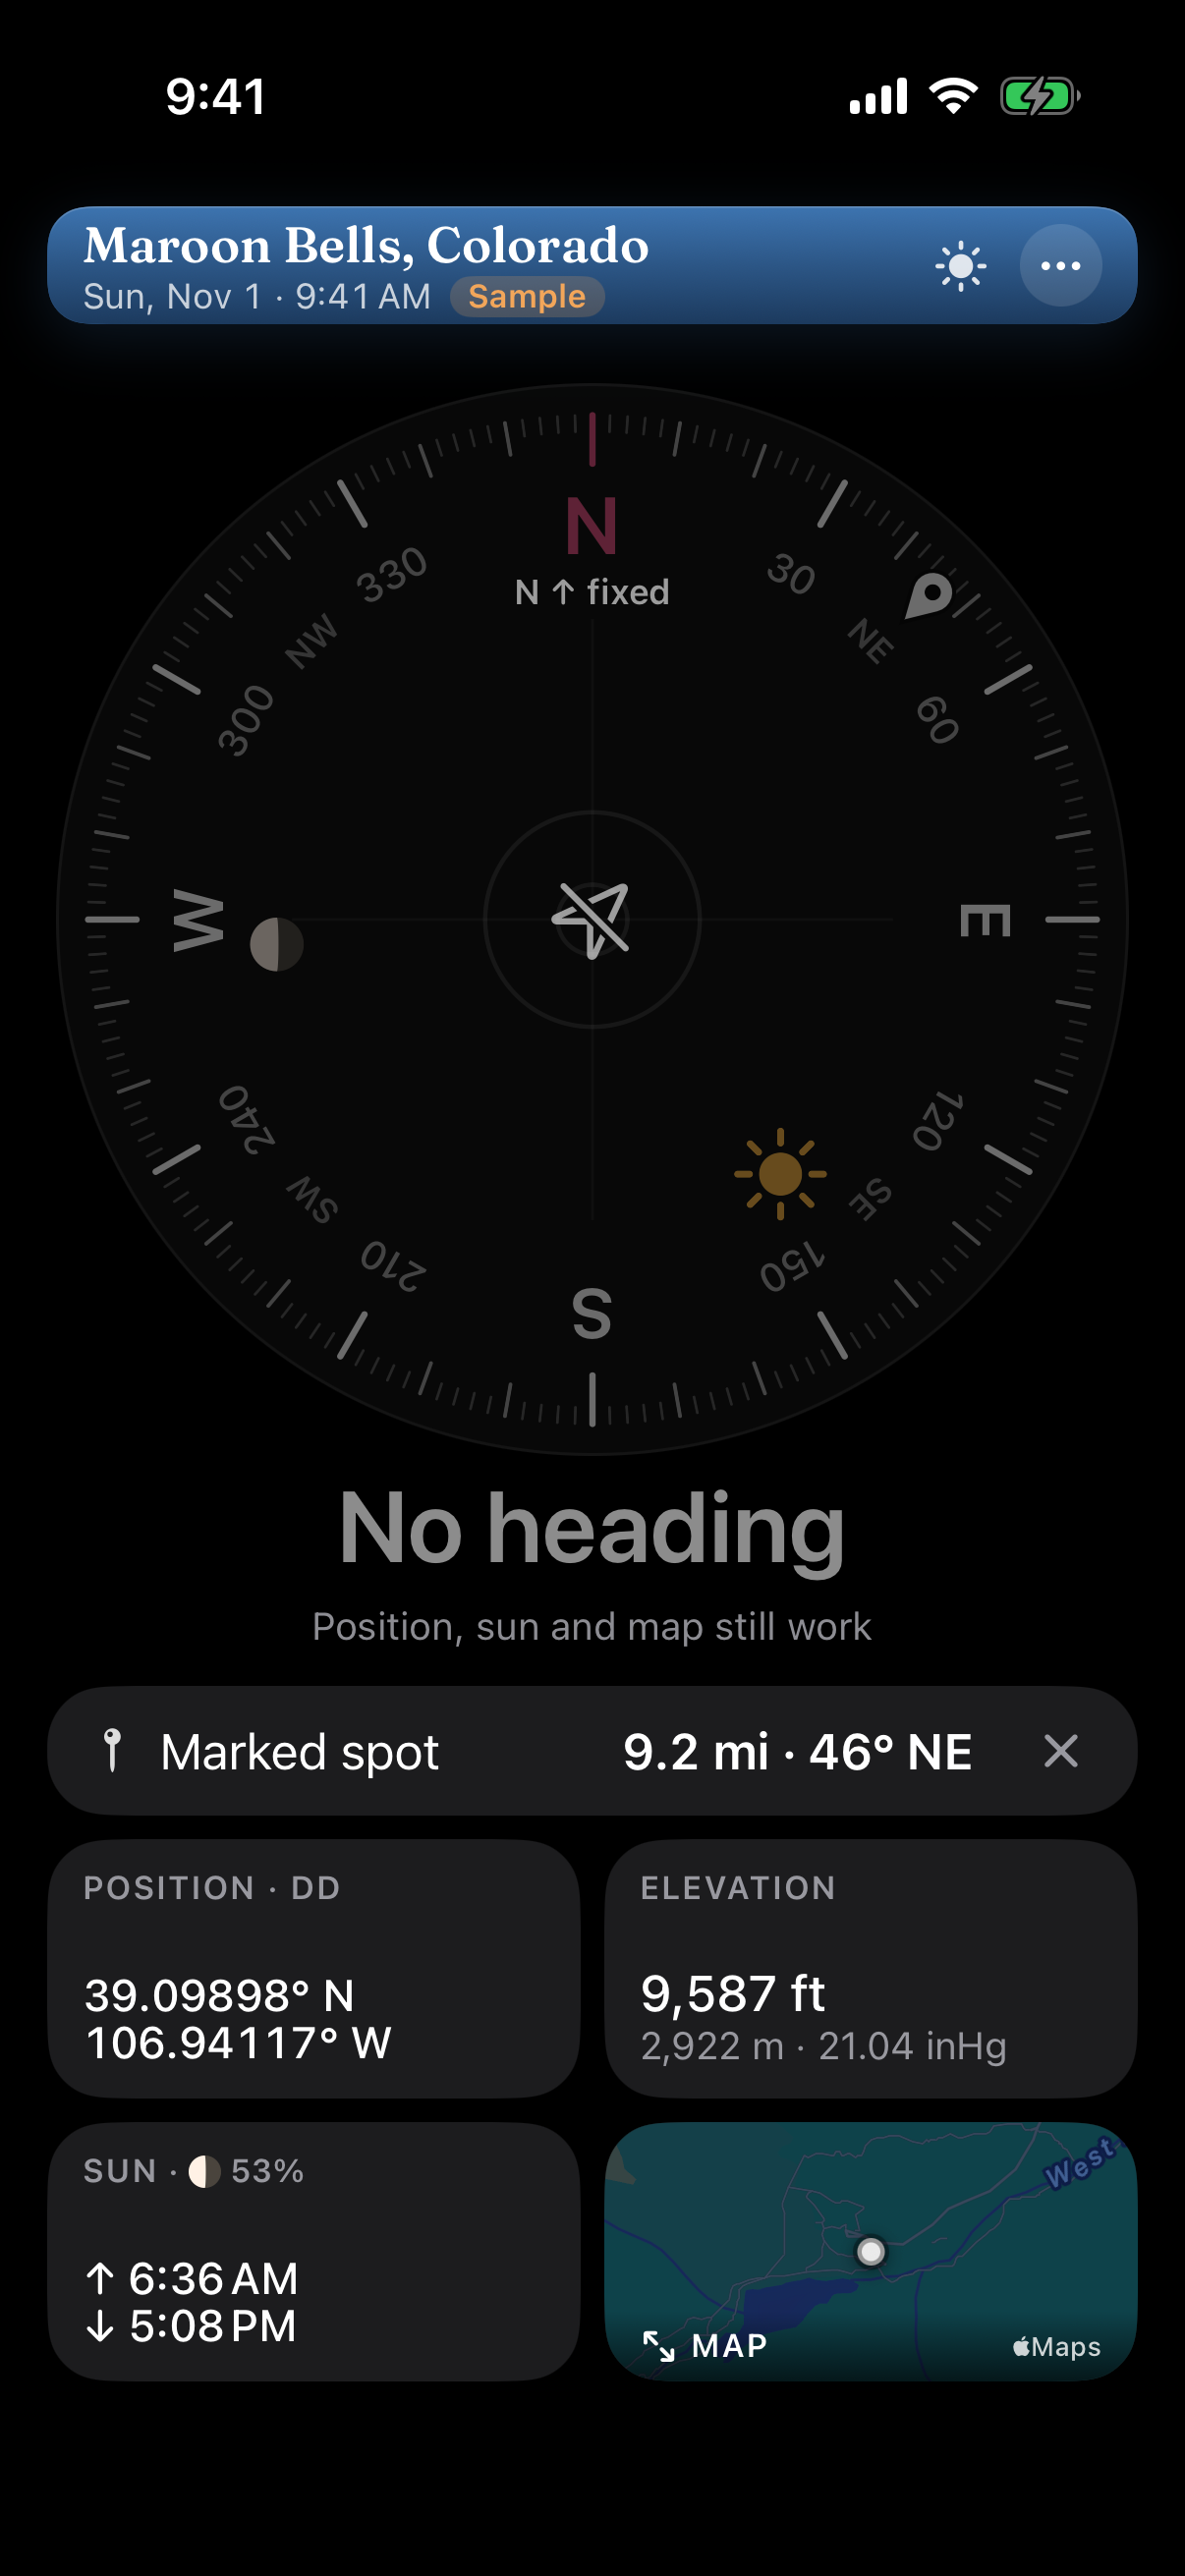 9:41
Maroon Bells, Colorado
Sun, Nov 1 · 9:41 AM Sample
N
330
30
N ↑ fixed
NW
NE
300
60
W
E
240
120
SW
SE
210
150
S
No heading
Position, sun and map still work
Marked spot 9.2 mi · 46° NE
POSITION · DD
39.09898° N
106.94117° W
ELEVATION
9,587 ft
2,922 m · 21.04 inHg
SUN · 53%
↑ 6:36 AM
↓ 5:08 PM
West
MAP
Maps